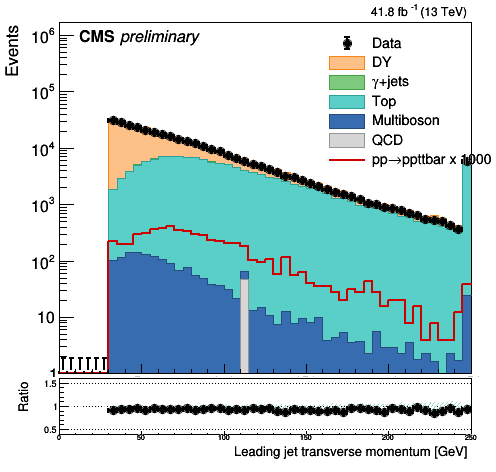 41.8 fb⁻¹ (13 TeV)
CMS preliminary
Events
10⁶
10⁵
10⁴
10³
10²
10
1
Data
DY
γ+jets
Top
Multiboson
QCD
pp→ppttbar x 1000
Ratio
1.5
1
0.5
0 50 100 150 200 250
Leading jet transverse momentum [GeV]